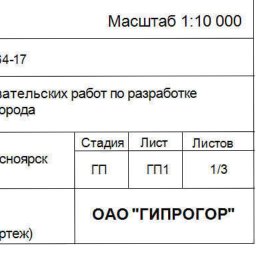 Масштаб 1:10 000
64-17
вательских работ по разработке
орода
Стадия Лист Листов
сноярск ГП ГП1 1/3
ОАО "ГИПРОГОР"
ртеж)